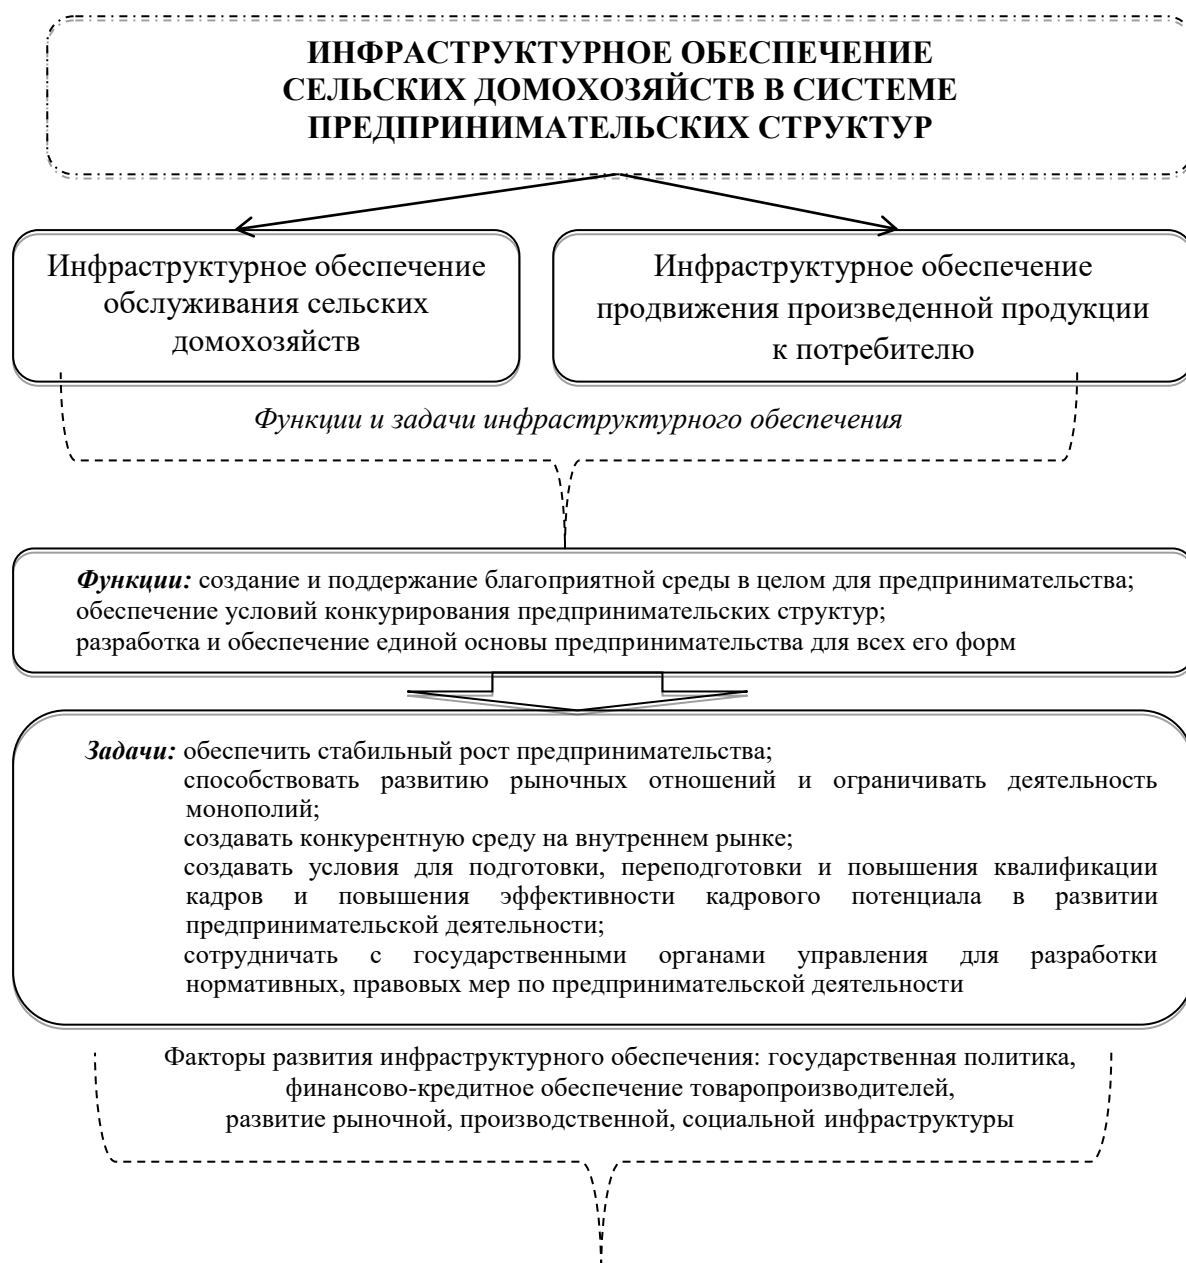 ИНФРАСТРУКТУРНОЕ ОБЕСПЕЧЕНИЕ
СЕЛЬСКИХ ДОМОХОЗЯЙСТВ В СИСТЕМЕ
ПРЕДПРИНИМАТЕЛЬСКИХ СТРУКТУР
Инфраструктурное обеспечение
обслуживания сельских
домохозяйств
Инфраструктурное обеспечение
продвижения произведенной продукции
к потребителю
Функции и задачи инфраструктурного обеспечения
Функции: создание и поддержание благоприятной среды в целом для предпринимательства;
обеспечение условий конкурирования предпринимательских структур;
разработка и обеспечение единой основы предпринимательства для всех его форм
Задачи: обеспечить стабильный рост предпринимательства;
способствовать развитию рыночных отношений и ограничивать деятельность
монополий;
создавать конкурентную среду на внутреннем рынке;
создавать условия для подготовки, переподготовки и повышения квалификации
кадров и повышения эффективности кадрового потенциала в развитии
предпринимательской деятельности;
сотрудничать с государственными органами управления для разработки
нормативных, правовых мер по предпринимательской деятельности
Факторы развития инфраструктурного обеспечения: государственная политика,
финансово-кредитное обеспечение товаропроизводителей,
развитие рыночной, производственной, социальной инфраструктуры